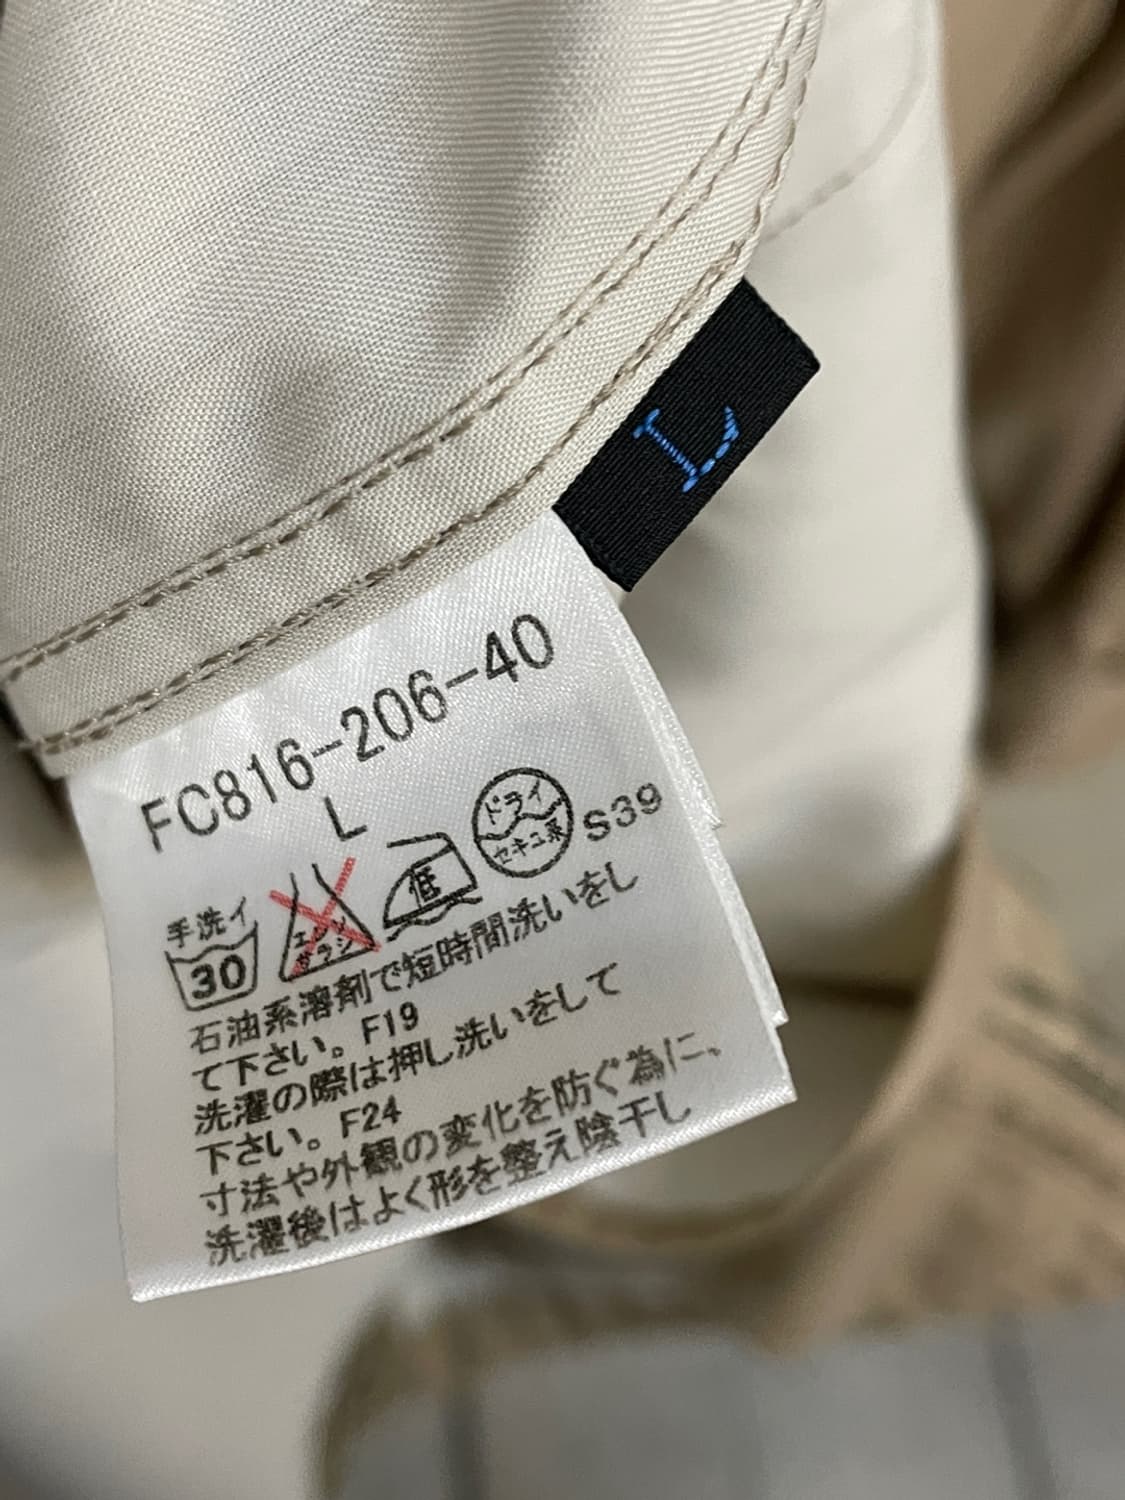 L
FC816-206-40
L
手洗イ
30
エンソ
サラシ
低
ドライ
セキユ系
S39
石油系溶剤で短時間洗いをし
て下さい。F19
洗濯の際は押し洗いをして
下さい。F24
寸法や外観の変化を防ぐ為に、
洗濯後はよく形を整え陰干し